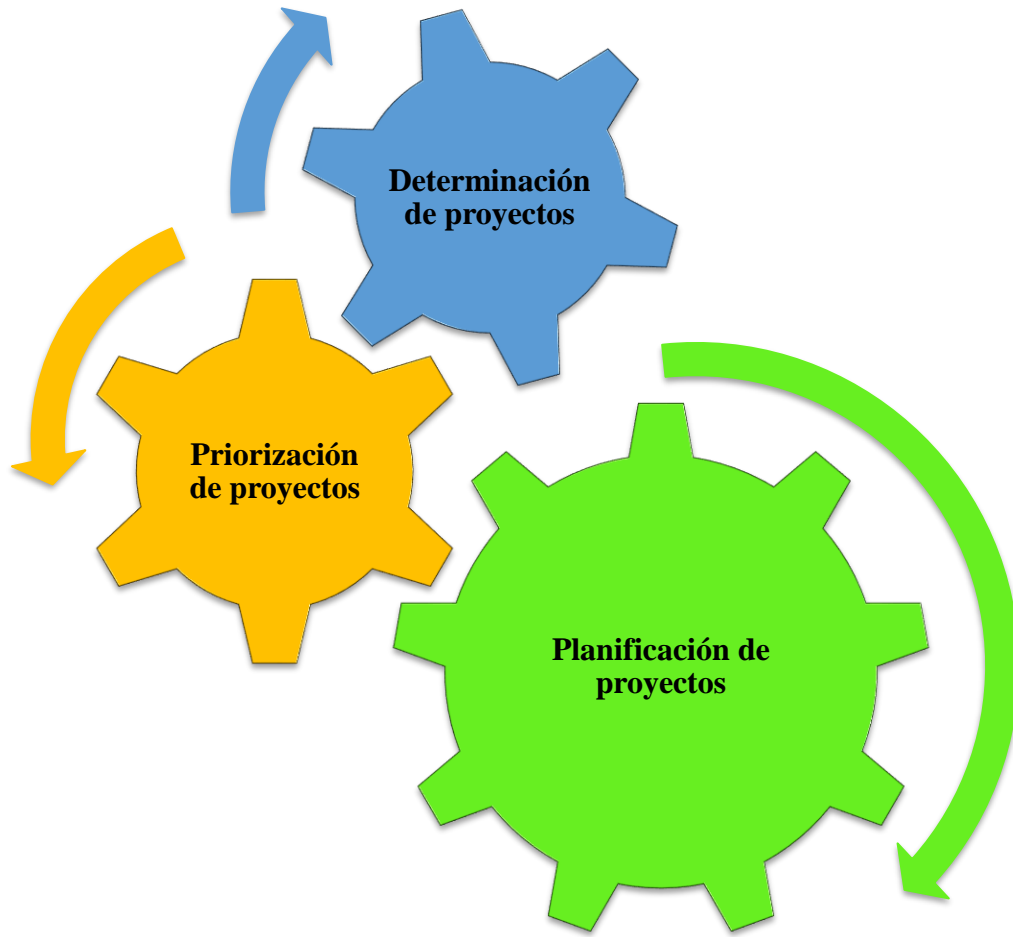 Determinación
de proyectos
Priorización
de proyectos
Planificación de
proyectos